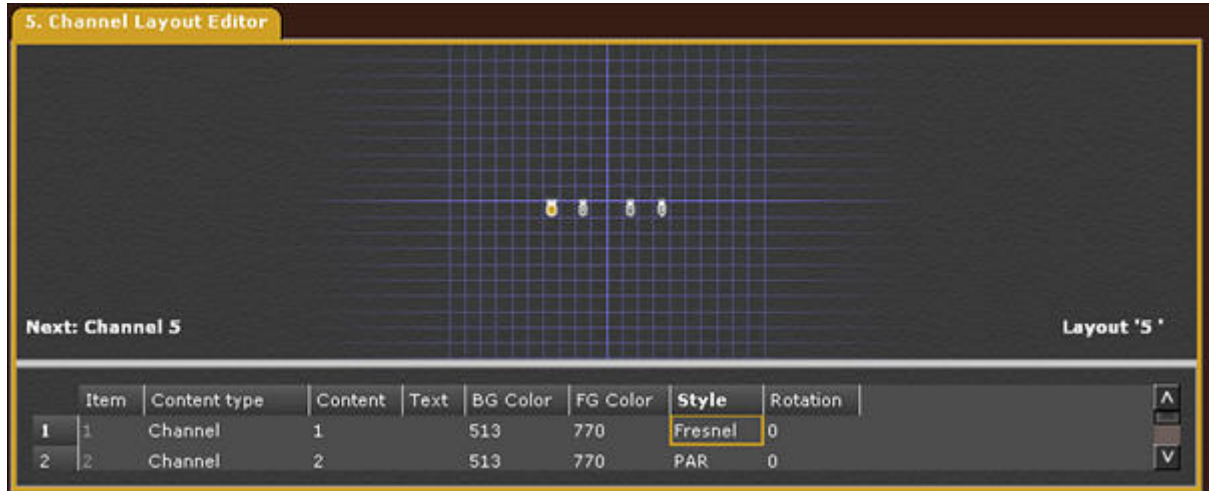 5. Channel Layout Editor
Next: Channel 5
Layout '5 '
Item Content type Content Text BG Color FG Color Style Rotation
1 1 Channel 1 513 770 Fresnel 0
2 2 Channel 2 513 770 PAR 0